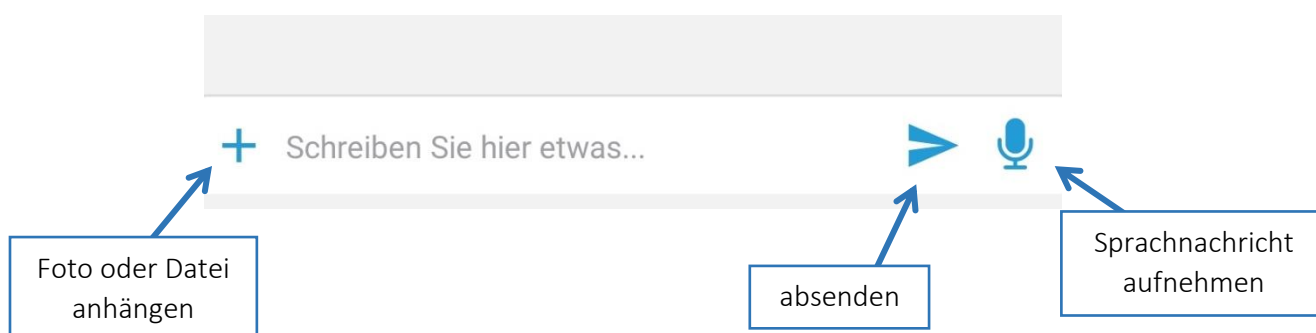 Schreiben Sie hier etwas...
Foto oder Datei
anhängen
absenden
Sprachnachricht
aufnehmen